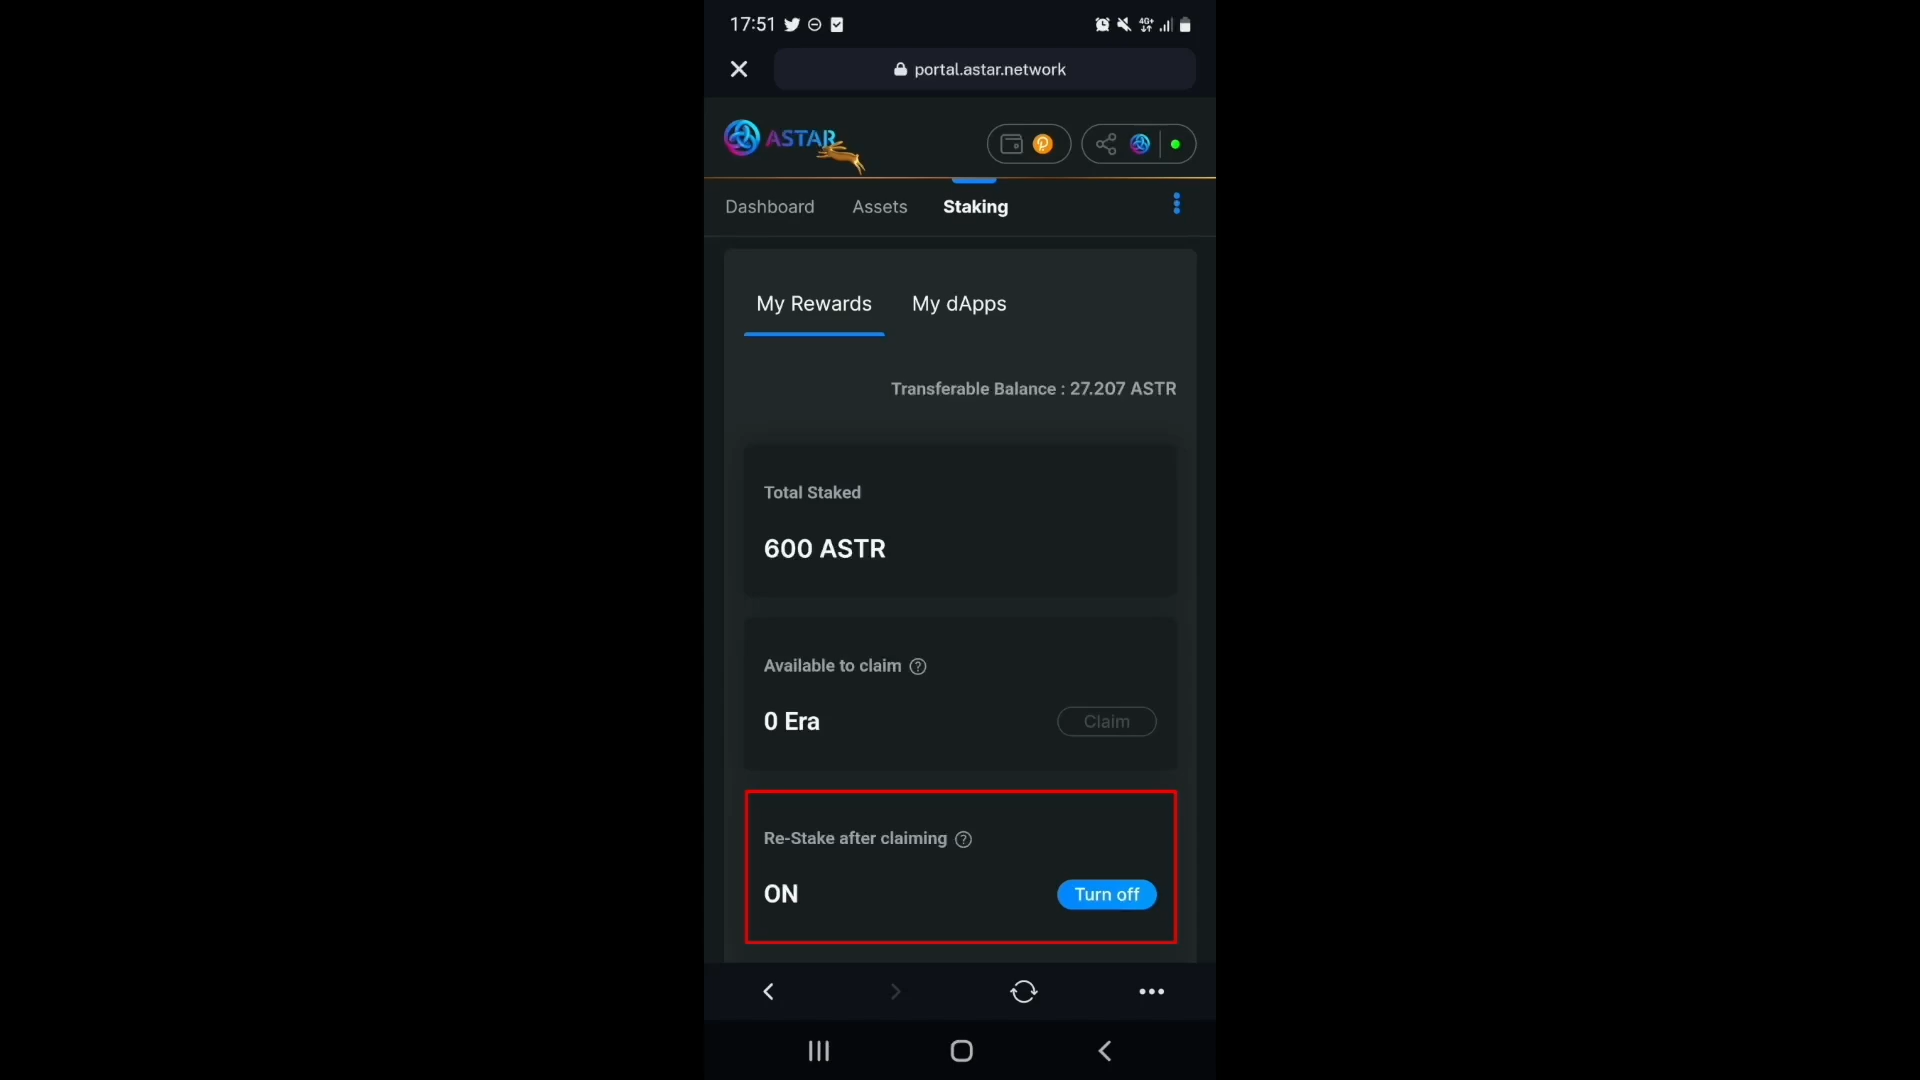 17:51
4G+
portal.astar.network
ASTAR
Dashboard Assets Staking
My Rewards My dApps
Transferable Balance : 27.207 ASTR
Total Staked
600 ASTR
Available to claim ?
0 Era Claim
Re-Stake after claiming ?
ON Turn off